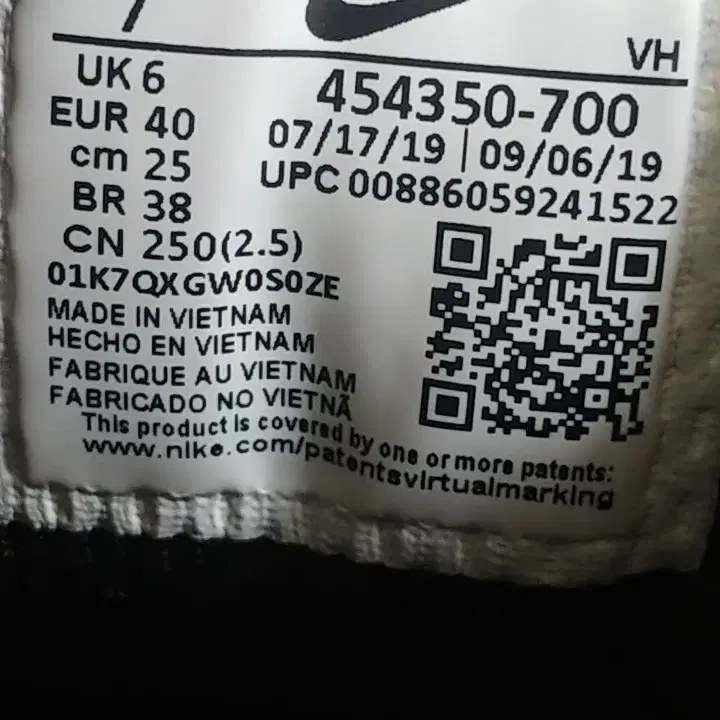 7
VH
UK 6
EUR 40
cm 25
BR 38
CN 250(2.5)
454350-700
07/17/19 | 09/06/19
UPC 00886059241522
01K7QXGW0S0ZE
MADE IN VIETNAM
HECHO EN VIETNAM
FABRIQUE AU VIETNAM
FABRICADO NO VIETNÃ
This product is covered by one or more patents:
www.nike.com/patentsvirtualmarking